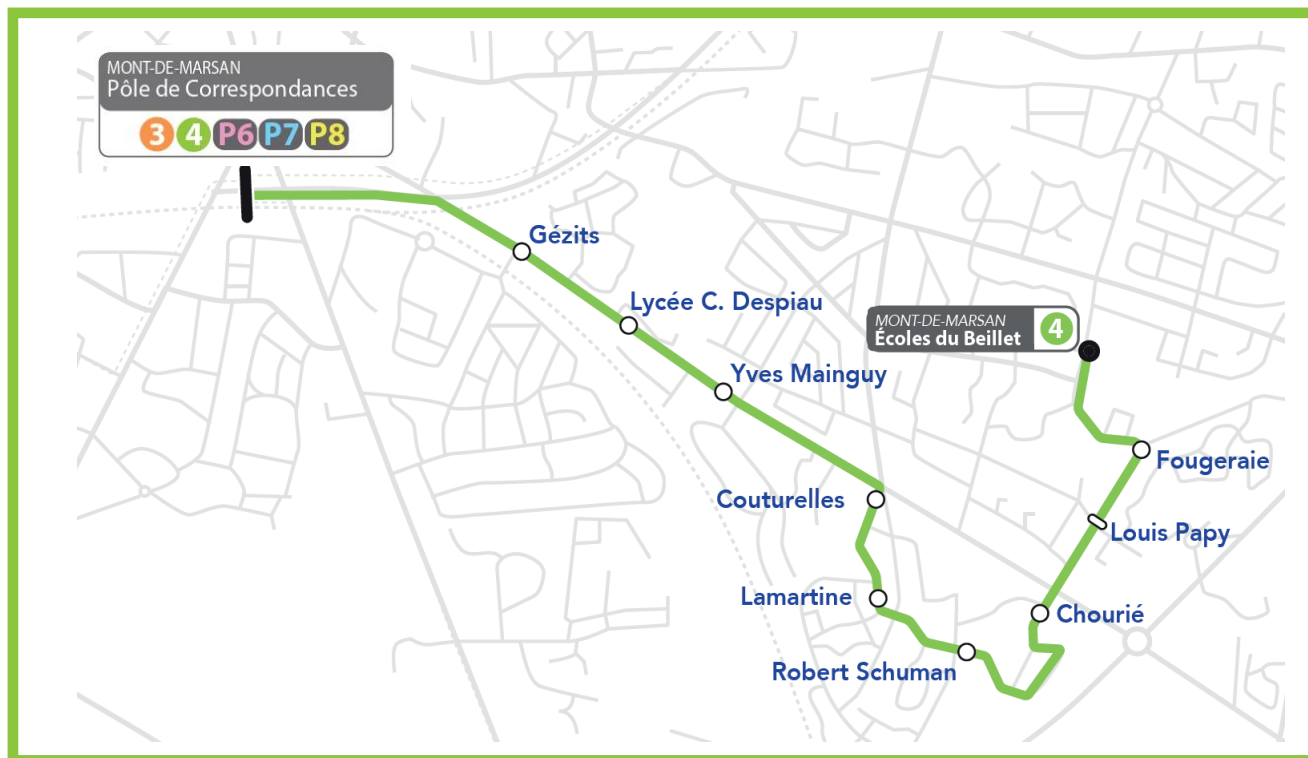 MONT-DE-MARSAN
Pôle de Correspondances
3 4 P6 P7 P8
Gézits
Lycée C. Despiau
MONT-DE-MARSAN
Écoles du Beillet 4
Yves Mainguy
Fougeraie
Couturelles
Louis Papy
Lamartine
Chourié
Robert Schuman